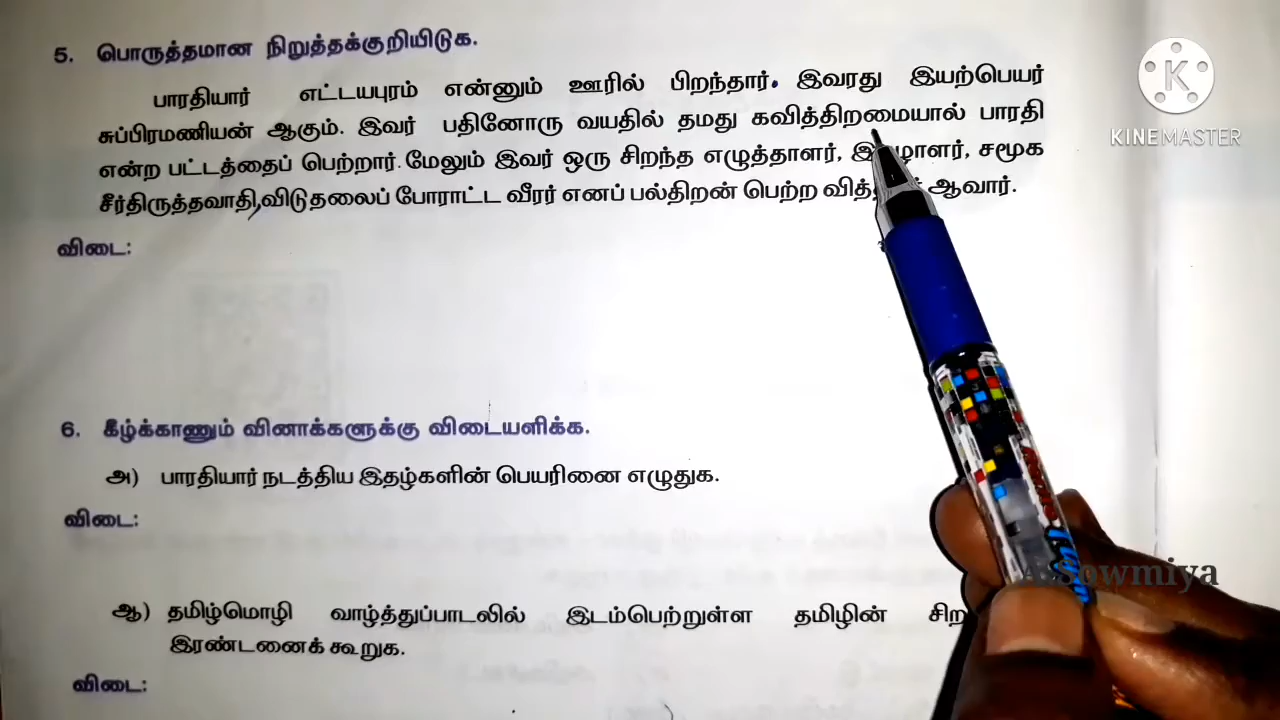 5. பொருத்தமான நிறுத்தக்குறியிடுக.
பாரதியார் எட்டயபுரம் என்னும் ஊரில் பிறந்தார். இவரது இயற்பெயர்
சுப்பிரமணியன் ஆகும். இவர் பதினோரு வயதில் தமது கவித்திறமையால் பாரதி
என்ற பட்டத்தைப் பெற்றார். மேலும் இவர் ஒரு சிறந்த எழுத்தாளர், சமூக
சீர்திருத்தவாதி,விடுதலைப் போராட்ட வீரர் எனப் பல்திறன் பெற்ற ஆவார்.
விடை:
6. கீழ்க்காணும் வினாக்களுக்கு விடையளிக்க.
அ) பாரதியார் நடத்திய இதழ்களின் பெயரினை எழுதுக.
விடை:
ஆ) தமிழ்மொழி வாழ்த்துப்பாடலில் இடம்பெற்றுள்ள தமிழின்
இரண்டனைக் கூறுக.
விடை:
K
KINEMASTER
A Sowmiya